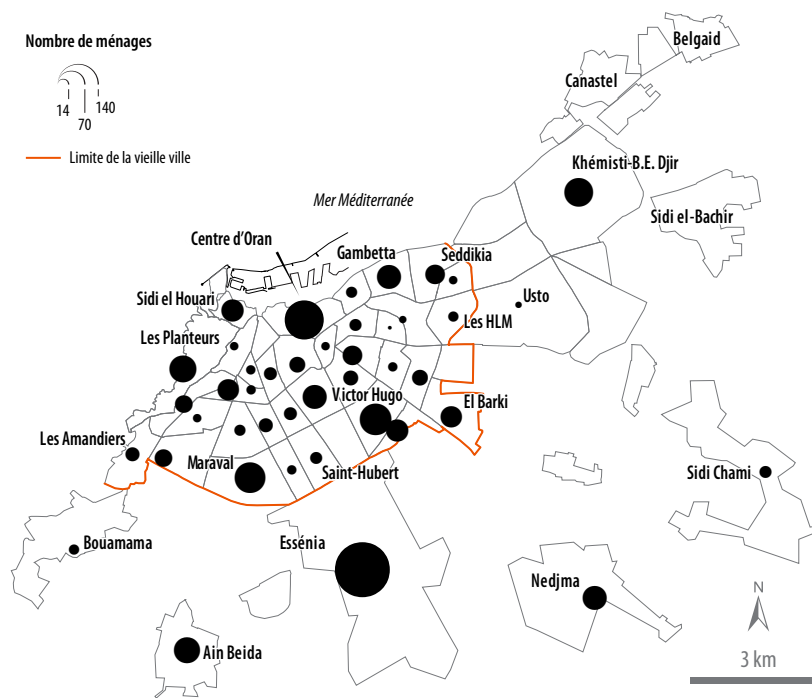 Belgaid
Nombre de ménages
Canastel
14
140
70
Limite de la vieille ville
Khémisti-B.E. Djir
Mer Méditerranée
Sidi el-Bachir
Centre d'Oran
Gambetta
Seddikia
Sidi el Houari
Usto
Les HLM
Les Planteurs
Victor Hugo
El Barki
Les Amandiers
Maraval
Saint-Hubert
Sidi Chami
Bouamama
Essénia
Nedjma
N
Ain Beida
3 km